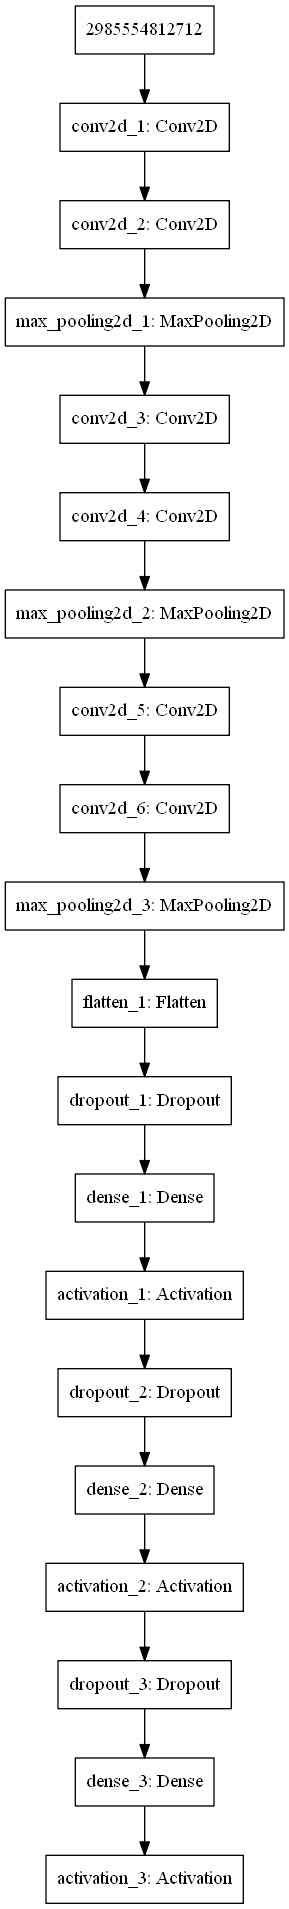 2985554812712
conv2d_1: Conv2D
conv2d_2: Conv2D
max_pooling2d_1: MaxPooling2D
conv2d_3: Conv2D
conv2d_4: Conv2D
max_pooling2d_2: MaxPooling2D
conv2d_5: Conv2D
conv2d_6: Conv2D
max_pooling2d_3: MaxPooling2D
flatten_1: Flatten
dropout_1: Dropout
dense_1: Dense
activation_1: Activation
dropout_2: Dropout
dense_2: Dense
activation_2: Activation
dropout_3: Dropout
dense_3: Dense
activation_3: Activation